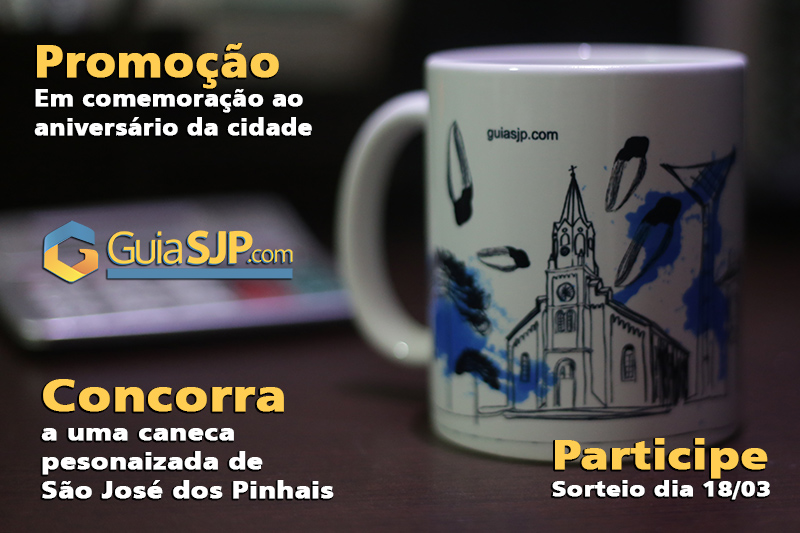 Promoção
Em comemoração ao
aniversário da cidade
guiasjp.com
GuiaSJP.com
Concorra
a uma caneca
pesonaizada de
São José dos Pinhais
Participe
Sorteio dia 18/03